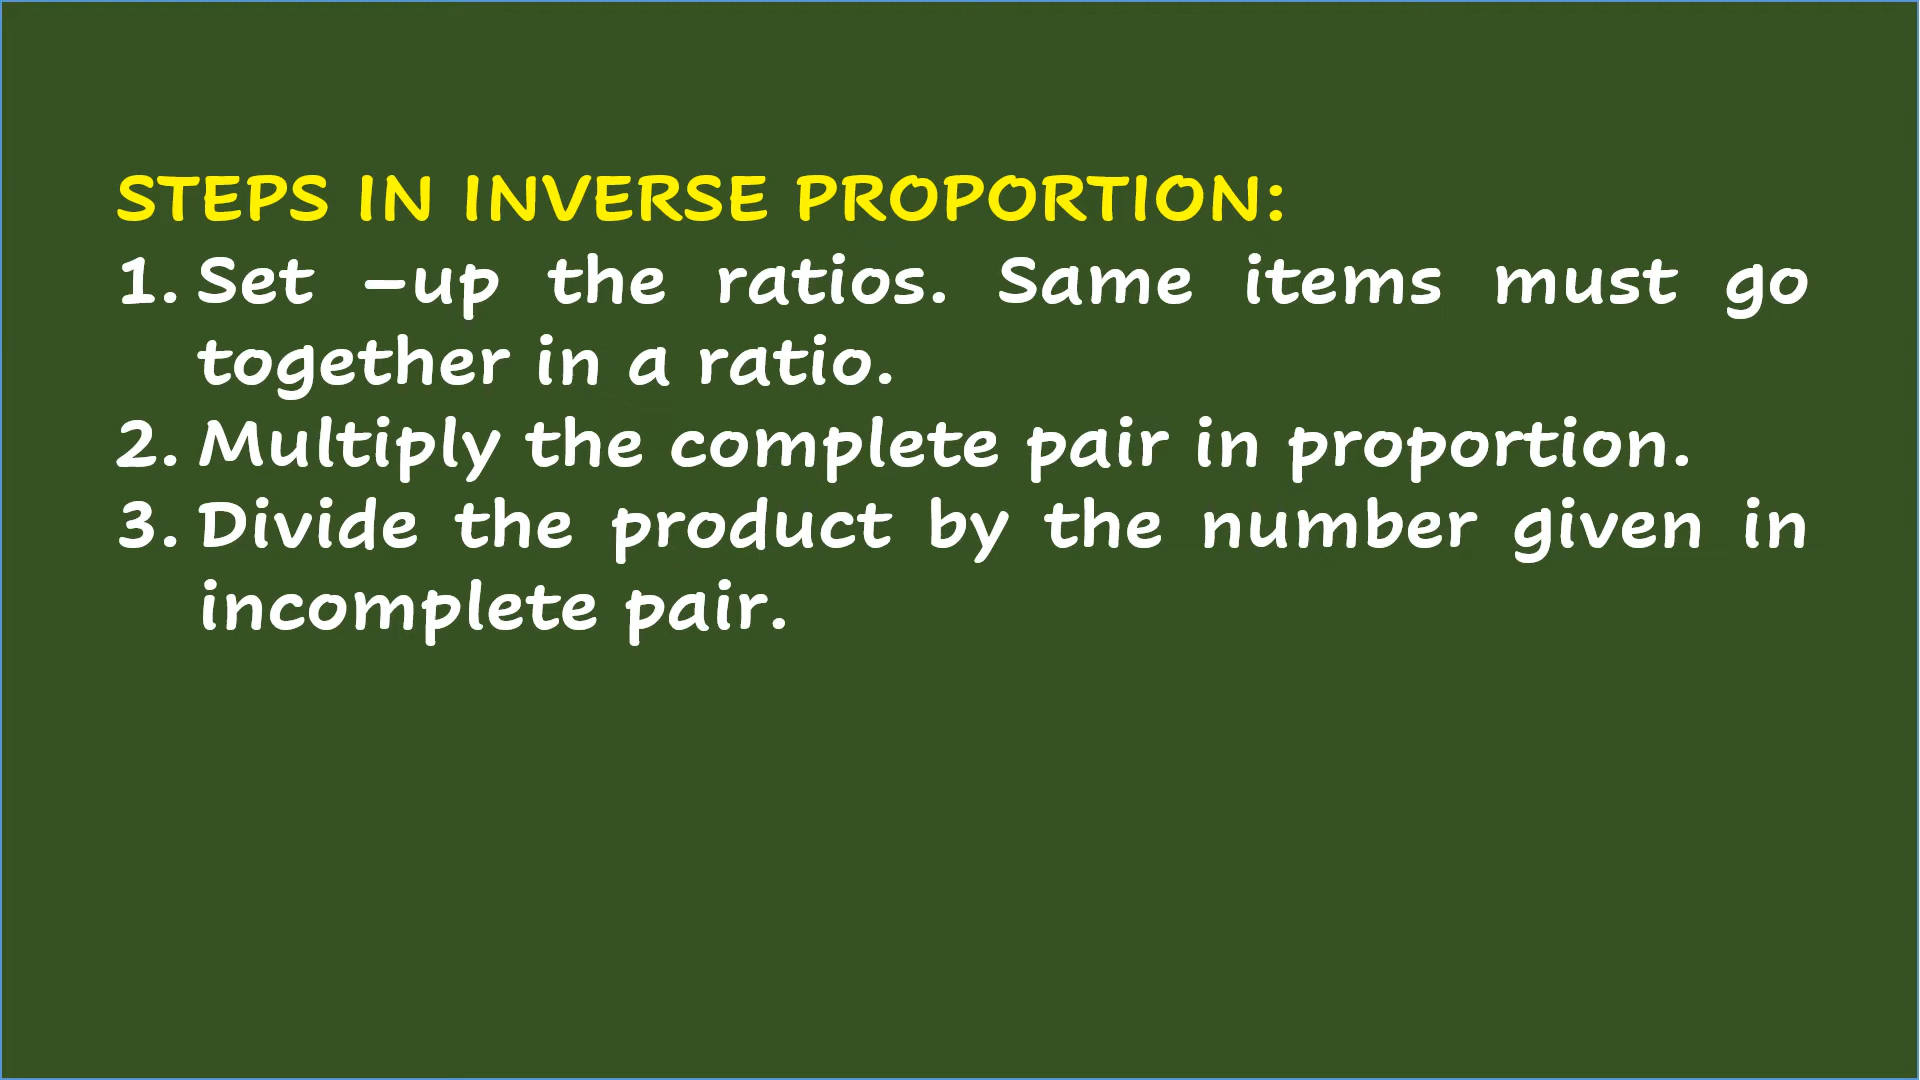 STEPS IN INVERSE PROPORTION:
1. Set –up the ratios. Same items must go
together in a ratio.
2. Multiply the complete pair in proportion.
3. Divide the product by the number given in
incomplete pair.